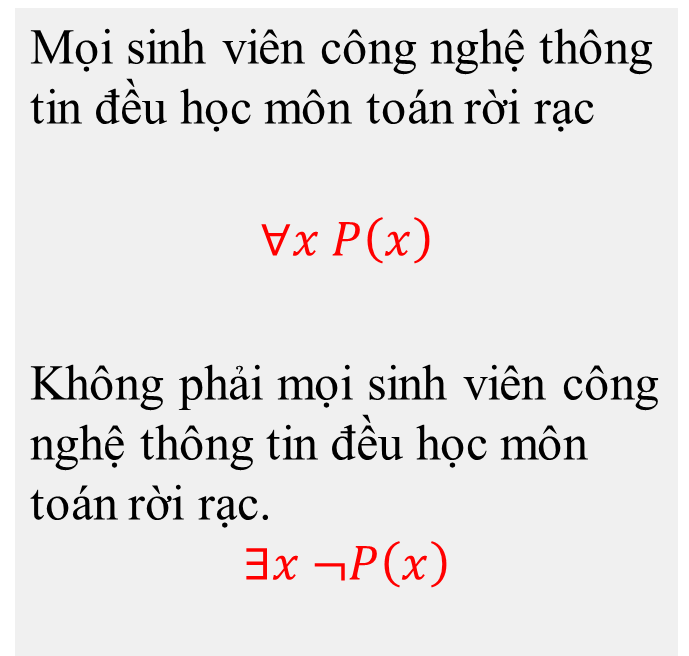 Mọi sinh viên công nghệ thông
tin đều học môn toán rời rạc
∀x P(x)
Không phải mọi sinh viên công
nghệ thông tin đều học môn
toán rời rạc.
∃x ¬P(x)